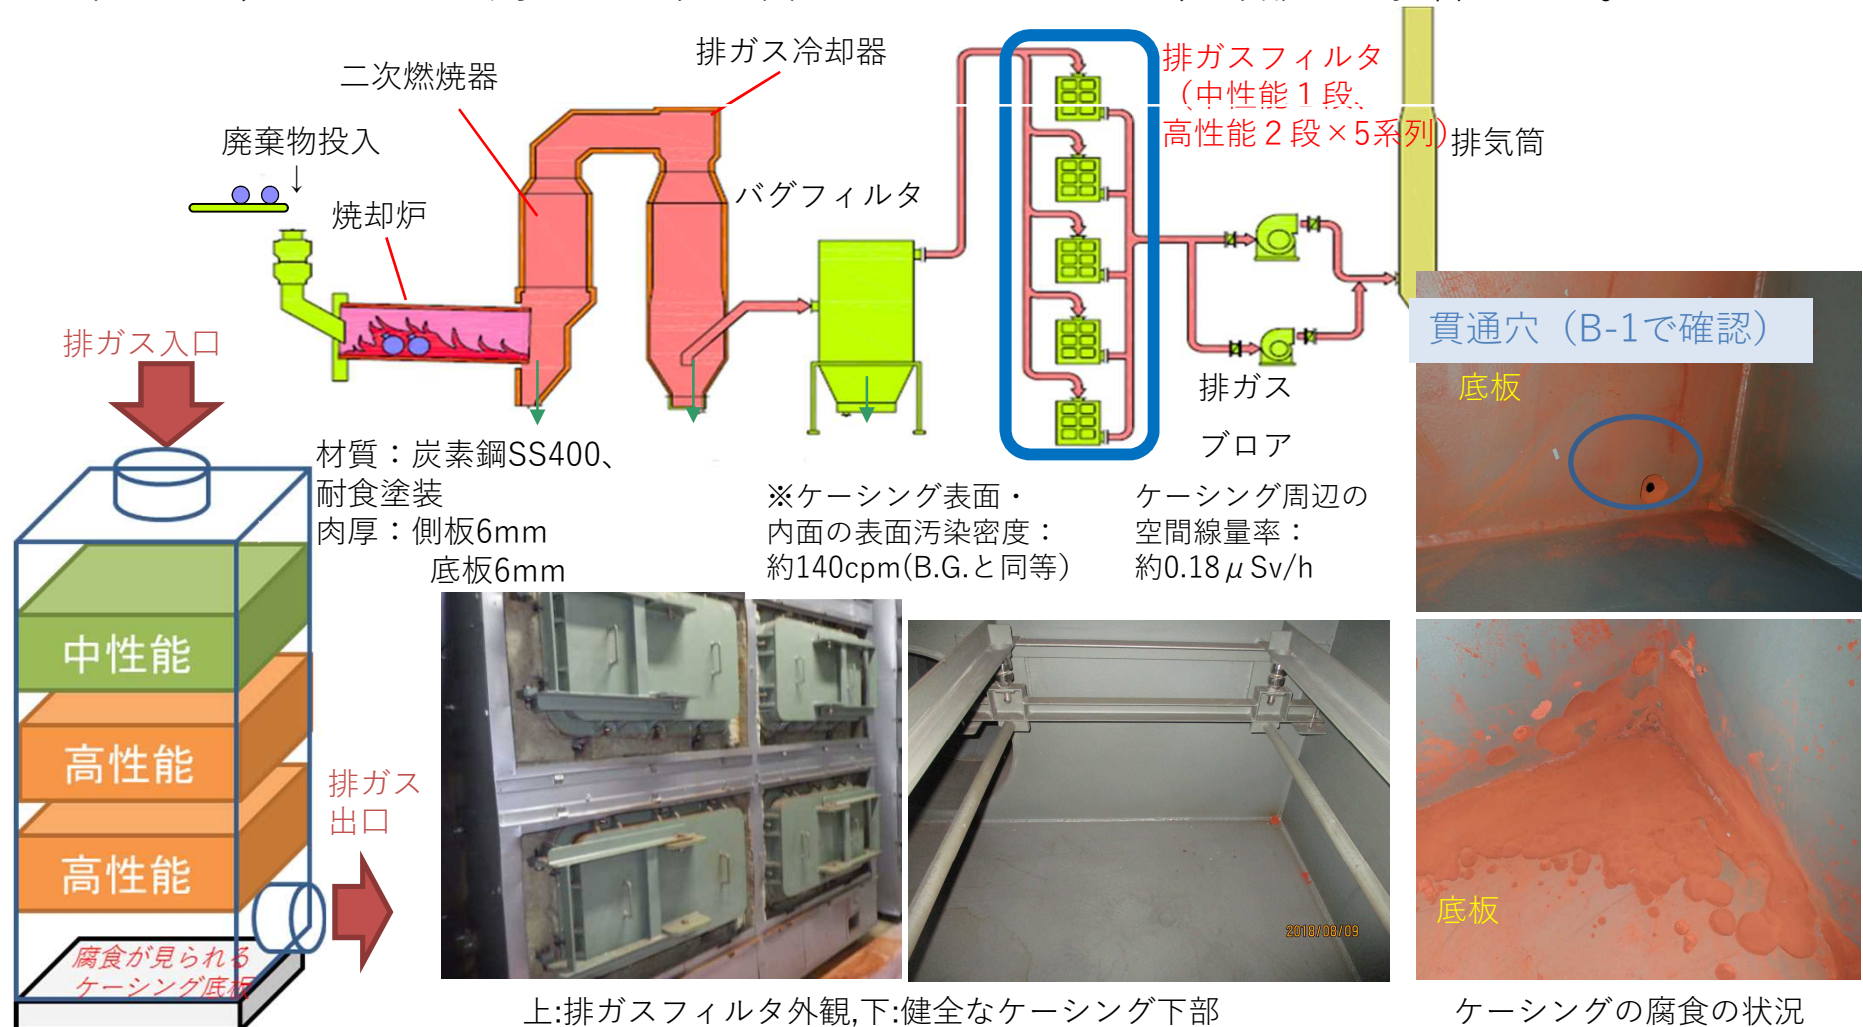 排ガス冷却器
二次燃焼器
排ガスフィルタ
（中性能１段、
高性能２段×5系列）
排気筒
廃棄物投入
↓
焼却炉
バグフィルタ
排ガス入口
貫通穴（B-1で確認）
底板
排ガス
ブロア
材質：炭素鋼SS400、
耐食塗装
肉厚：側板6mm
底板6mm
※ケーシング表面・
内面の表面汚染密度：
約140cpm(B.G.と同等）
ケーシング周辺の
空間線量率：
約0.18μSv/h
中性能
高性能
高性能
排ガス
出口
腐食が見られる
ケーシング底板
2018/08/09
底板
上:排ガスフィルタ外観,下:健全なケーシング下部
ケーシングの腐食の状況